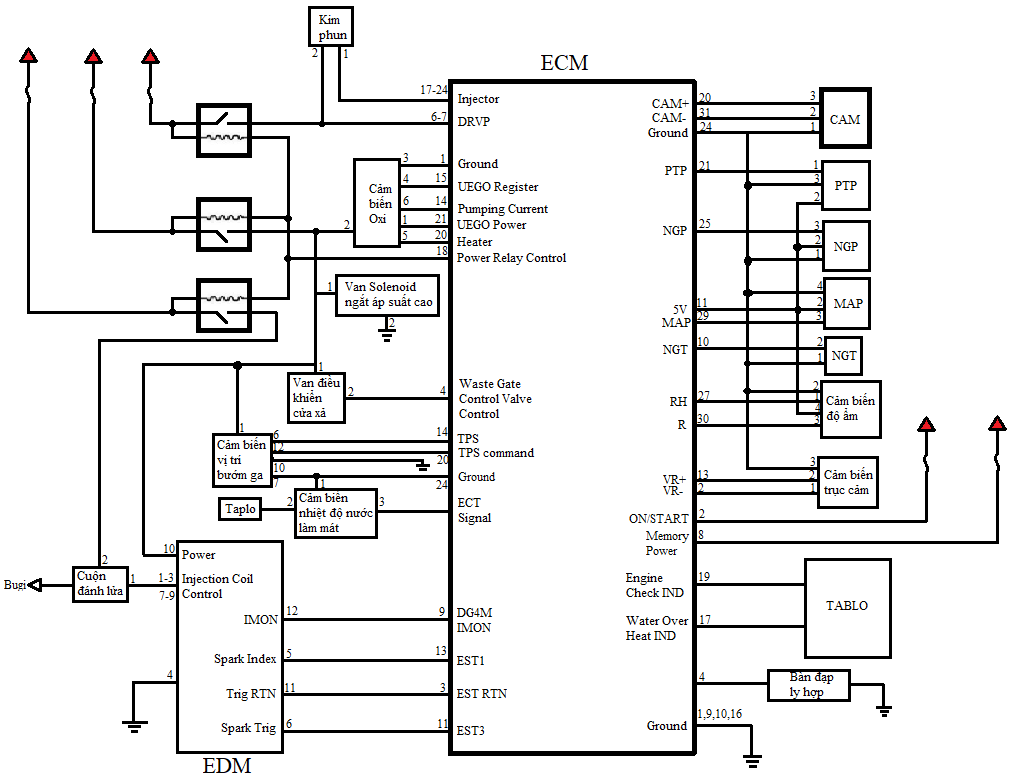 Kim
phun
2
1
ECM
17-24
Injector
6-7
DRVP
CAM+
20
3
CAM-
31
2
CAM
Ground
24
1
3
1
Ground
4
15
UEGO Register
6
14
Pumping Current
1
21
UEGO Power
5
20
Heater
18
Power Relay Control
2
Cảm
biến
Oxi
PTP
21
1
3
PTP
2
NGP
25
3
2
NGP
1
1
Van Solenoid
ngắt áp suất cao
2
4
5V
11
2
MAP
MAP
29
3
NGT
10
2
NGT
1
1
Van điều
khiển
cửa xả
2
4
Waste Gate
Control Valve
Control
2
RH
27
1
Cảm biến
độ ẩm
4
R
30
3
1
Cảm biến
vị trí
bướm ga
6
14
TPS
12
TPS command
20
10
Ground
7
24
3
VR+
13
2
Cảm biến
trục cảm
VR-
2
1
Taplo
2
1
Cảm biến
nhiệt độ nước
làm mát
3
ECT
Signal
ON/START
2
Memory
Power
8
10
Power
2
Bugi
Cuộn
đánh lửa
1
1-3
7-9
Injection Coil
Control
Engine
Check IND
19
TABLO
Water Over
Heat IND
17
IMON
12
9
DG4M
IMON
Spark Index
5
13
EST1
4
Trig RTN
11
3
EST RTN
Spark Trig
6
11
EST3
4
Bàn đạp
ly hợp
Ground
1,9,10,16
EDM